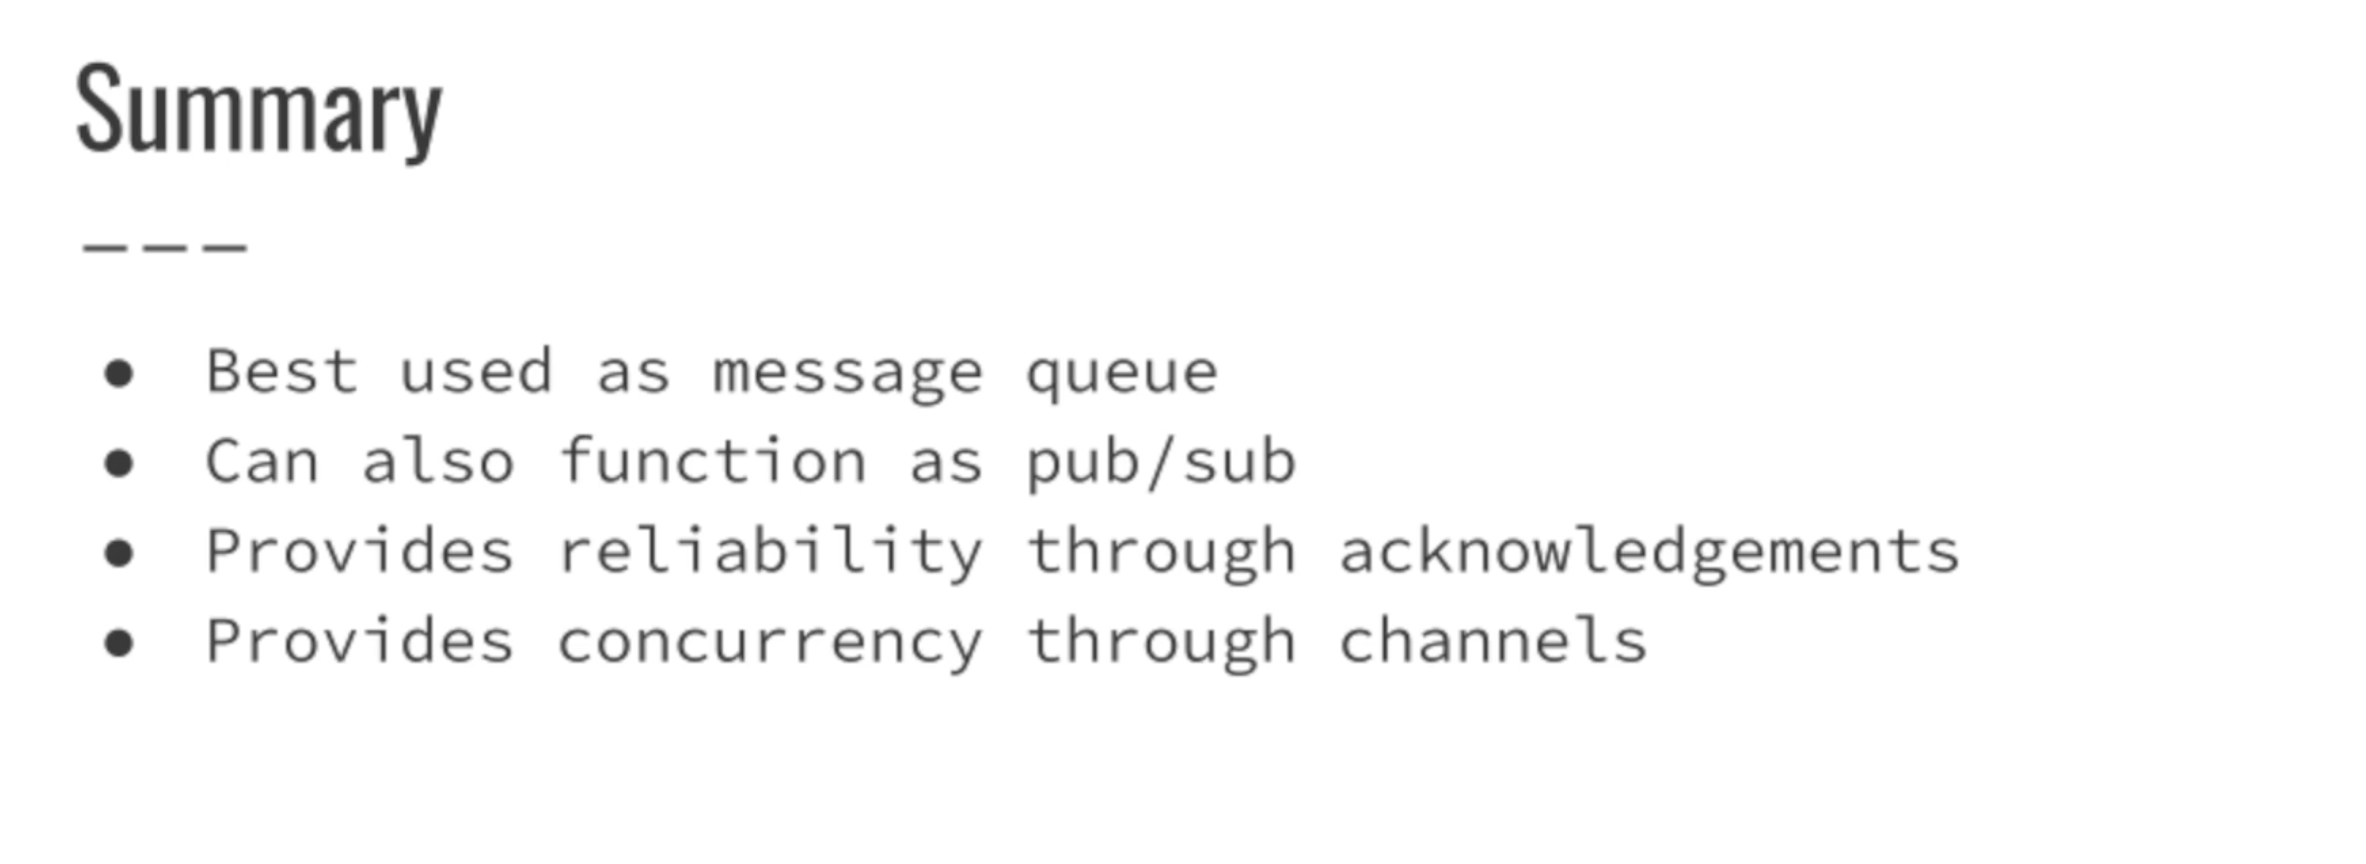 Summary
———
● Best used as message queue
● Can also function as pub/sub
● Provides reliability through acknowledgements
● Provides concurrency through channels